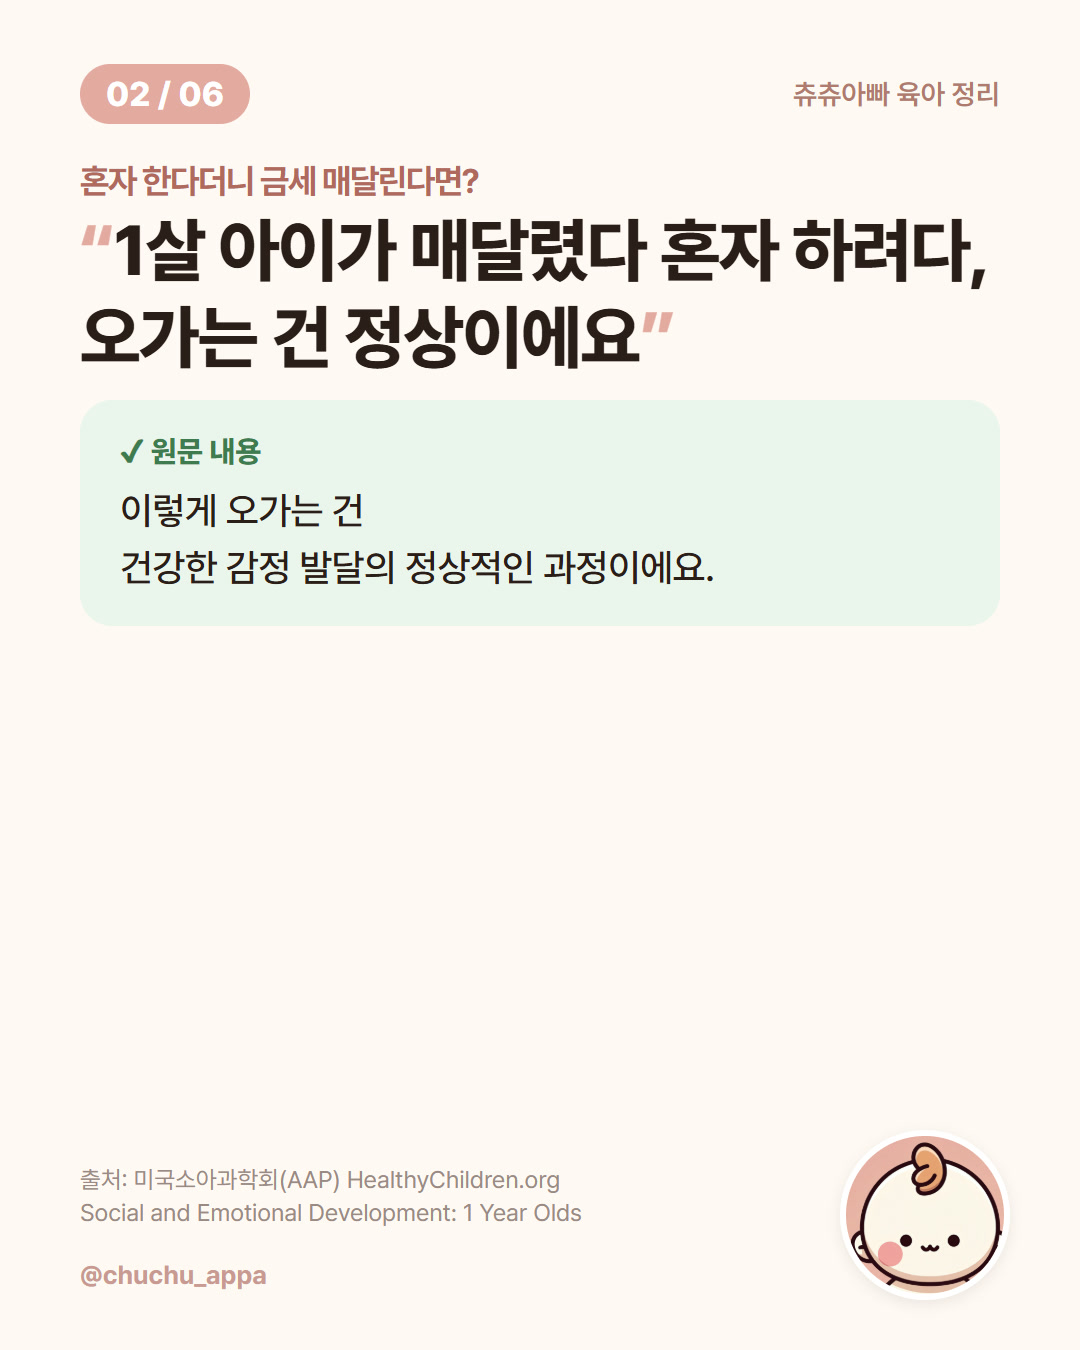 02 / 06
츄츄아빠 육아 정리
혼자 한다더니 금세 매달린다면?
“1살 아이가 매달렸다 혼자 하려다,
오가는 건 정상이에요”
✓ 원문 내용
이렇게 오가는 건
건강한 감정 발달의 정상적인 과정이에요.
출처: 미국소아과학회(AAP) HealthyChildren.org
Social and Emotional Development: 1 Year Olds
@chuchu_appa